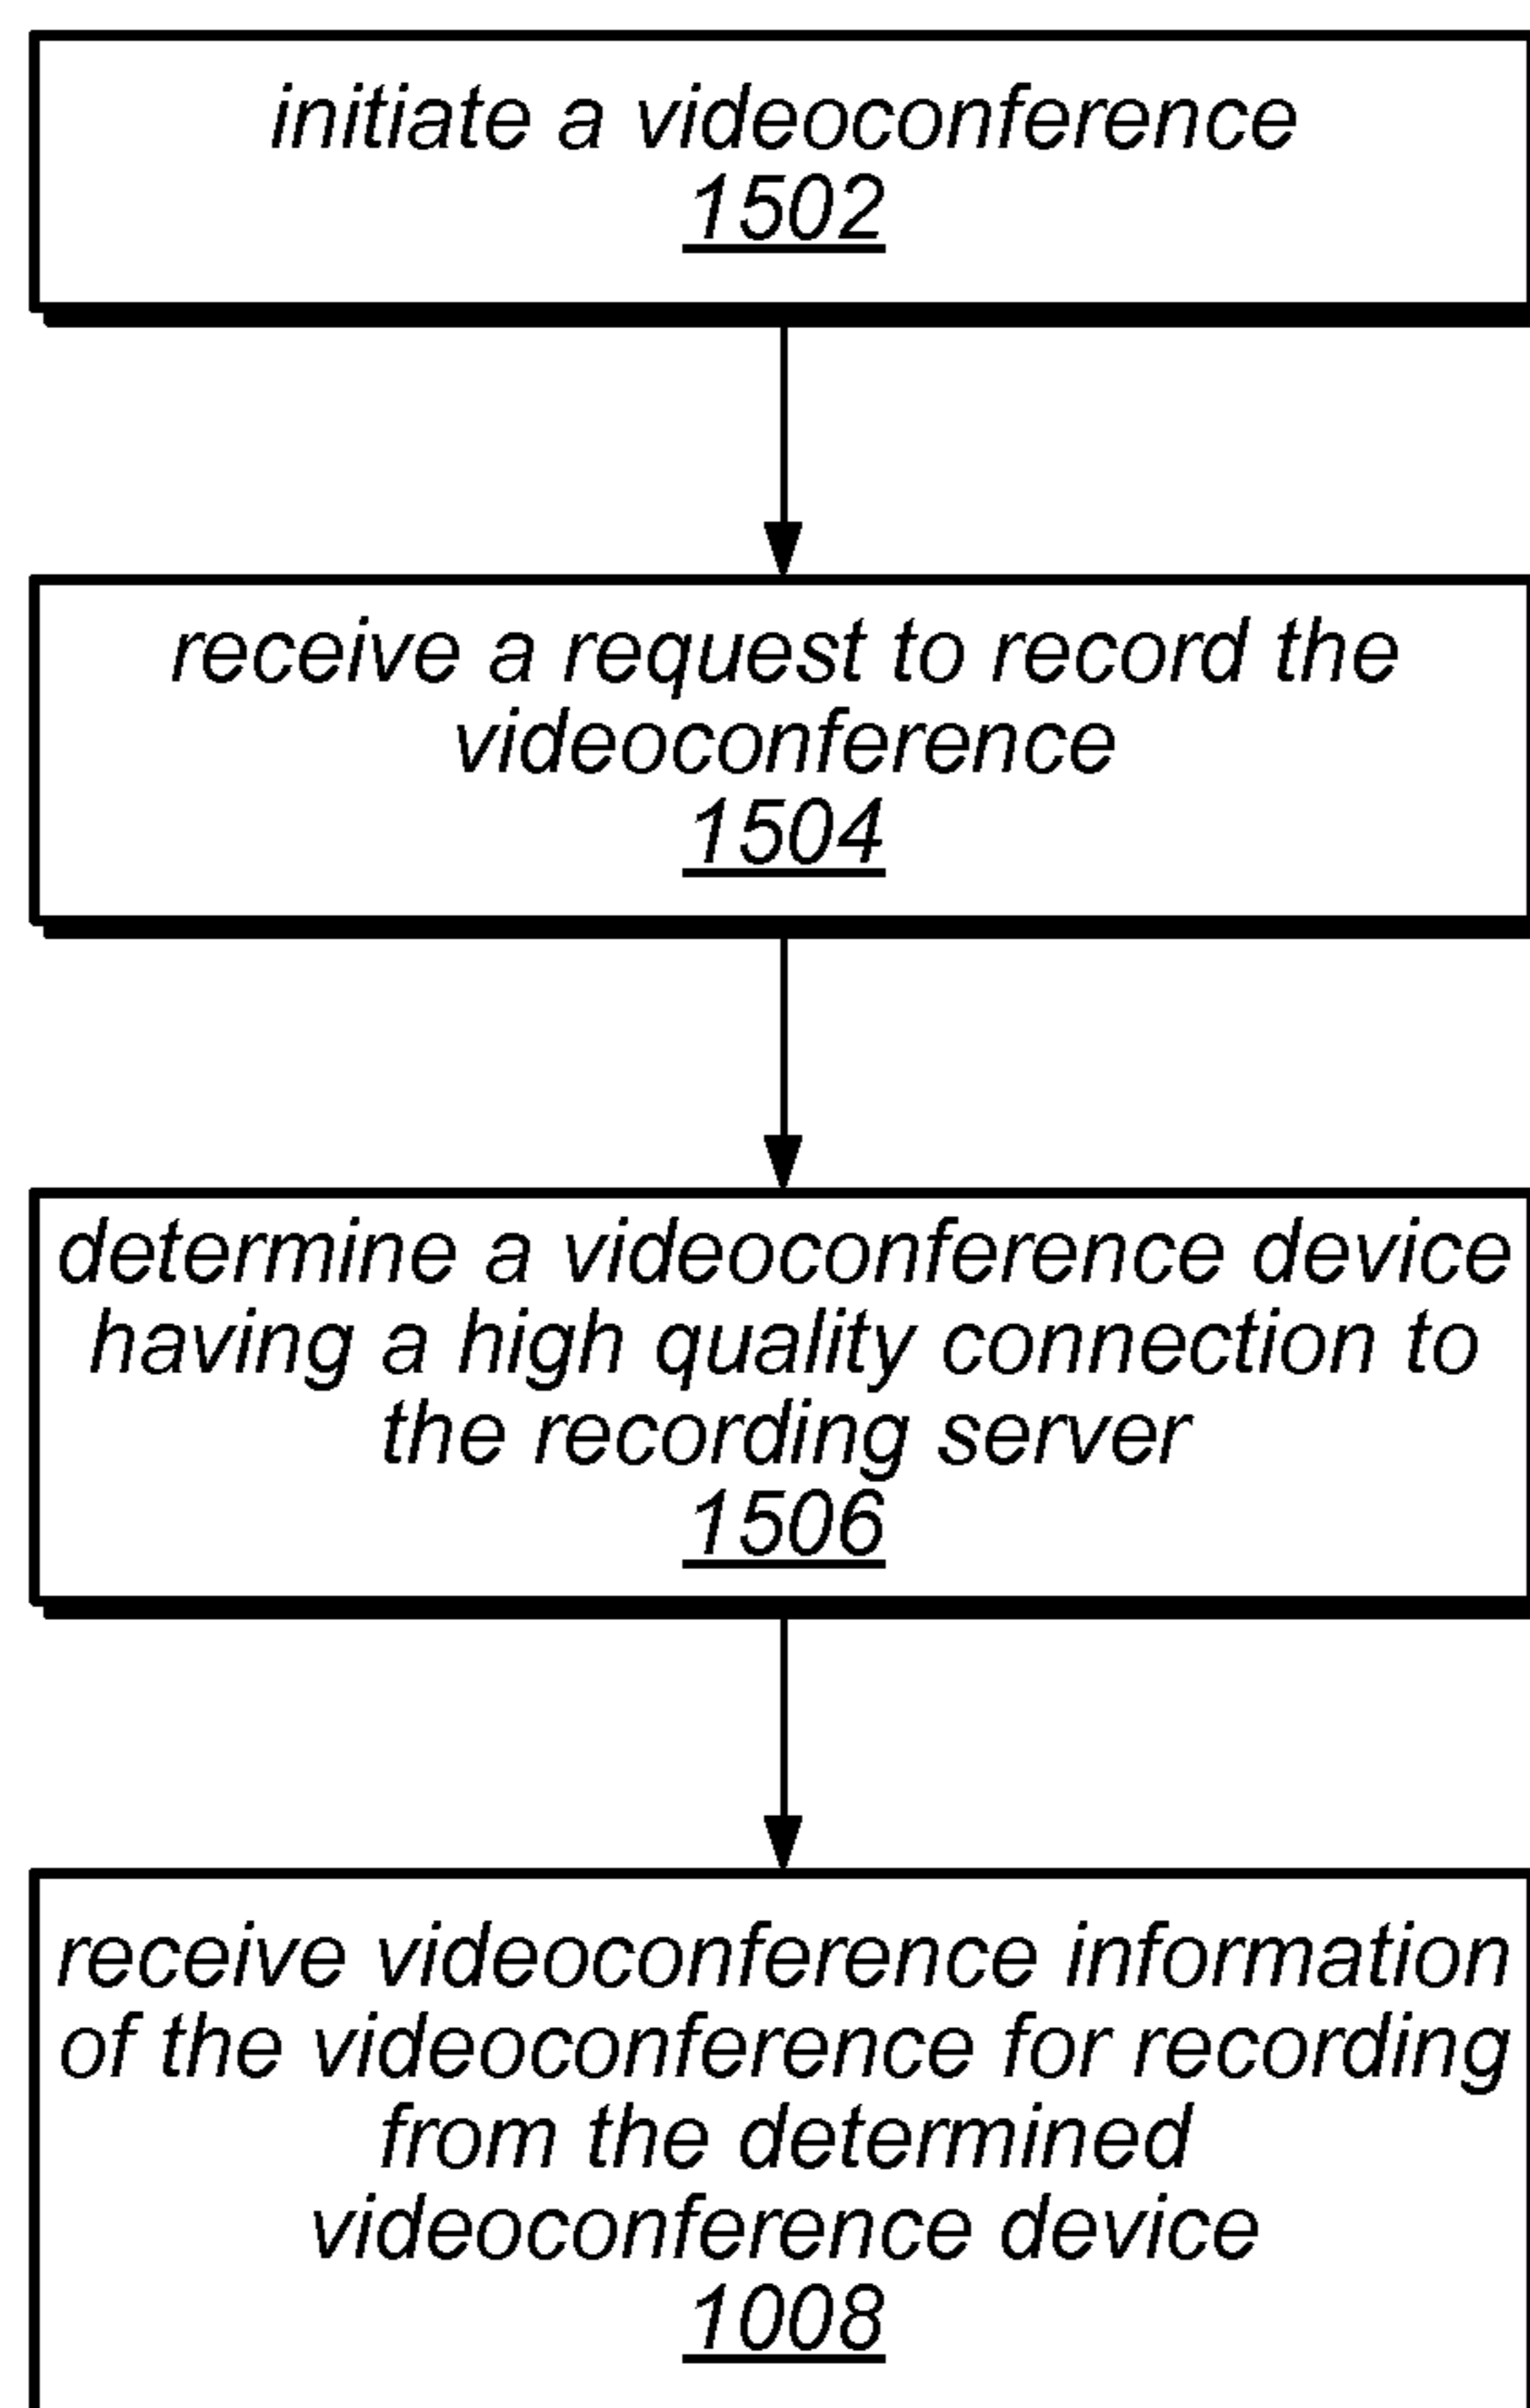 initiate a videoconference
1502
receive a request to record the
videoconference
1504
determine a videoconference device
having a high quality connection to
the recording server
1506
receive videoconference information
of the videoconference for recording
from the determined
videoconference device
1008